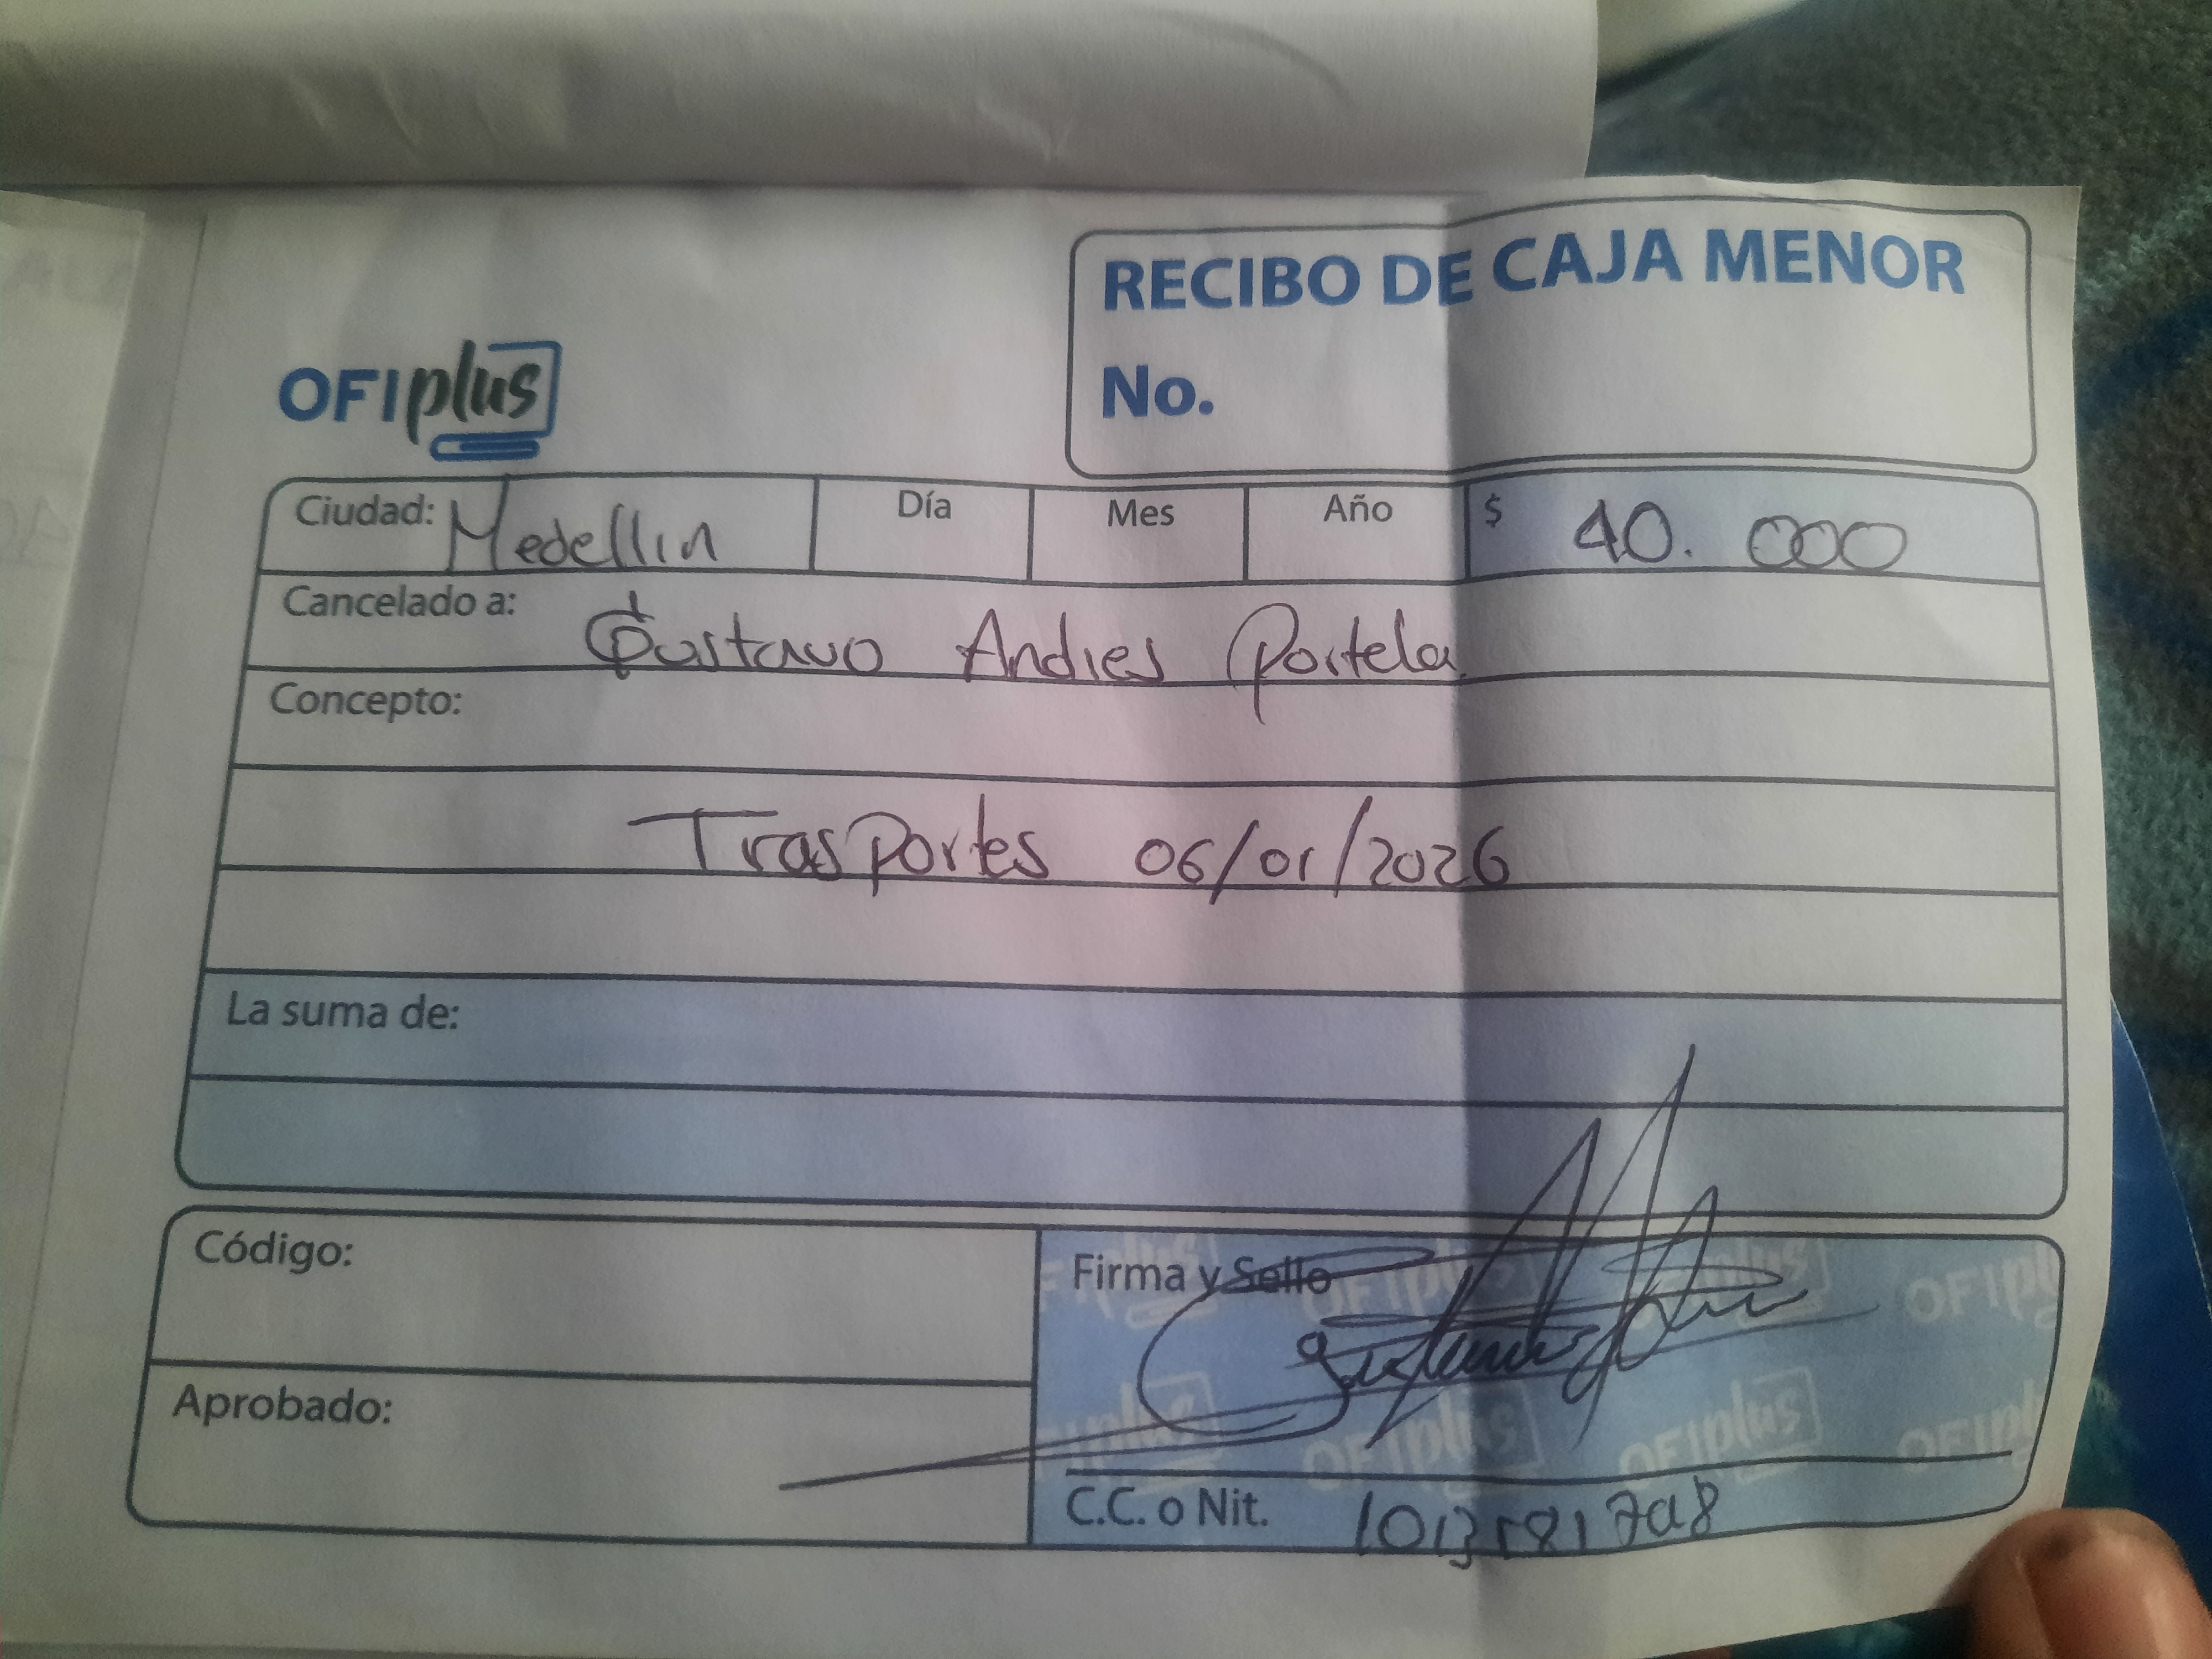 RECIBO DE CAJA MENOR
No.
OFIplus
Ciudad: Medellin Día Mes Año $ 40.000
Cancelado a: Gustavo Andres Portela
Concepto:
Trasportes 06/01/2026
La suma de:
Código:
Firma y Sello
Aprobado:
C.C. o Nit.